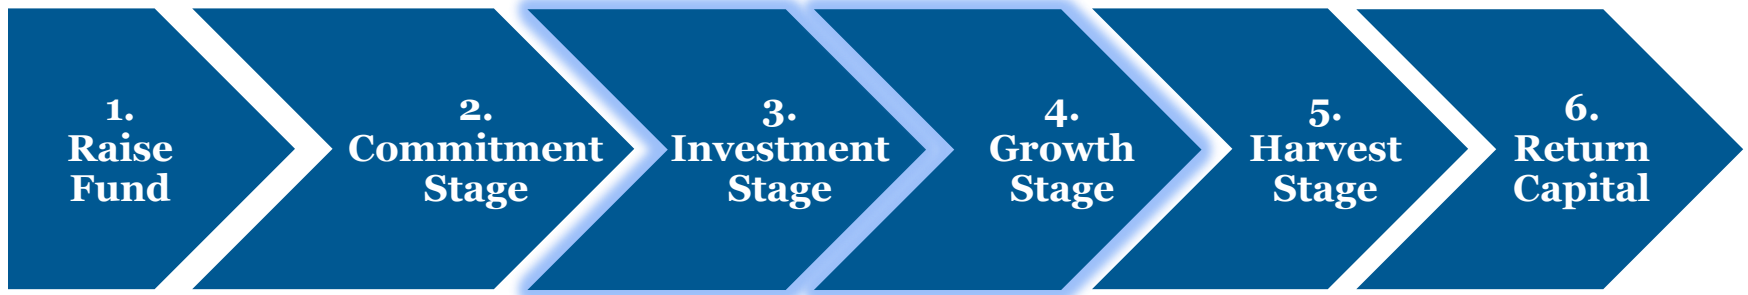 1.
Raise
Fund
2.
Commitment
Stage
3.
Investment
Stage
4.
Growth
Stage
5.
Harvest
Stage
6.
Return
Capital